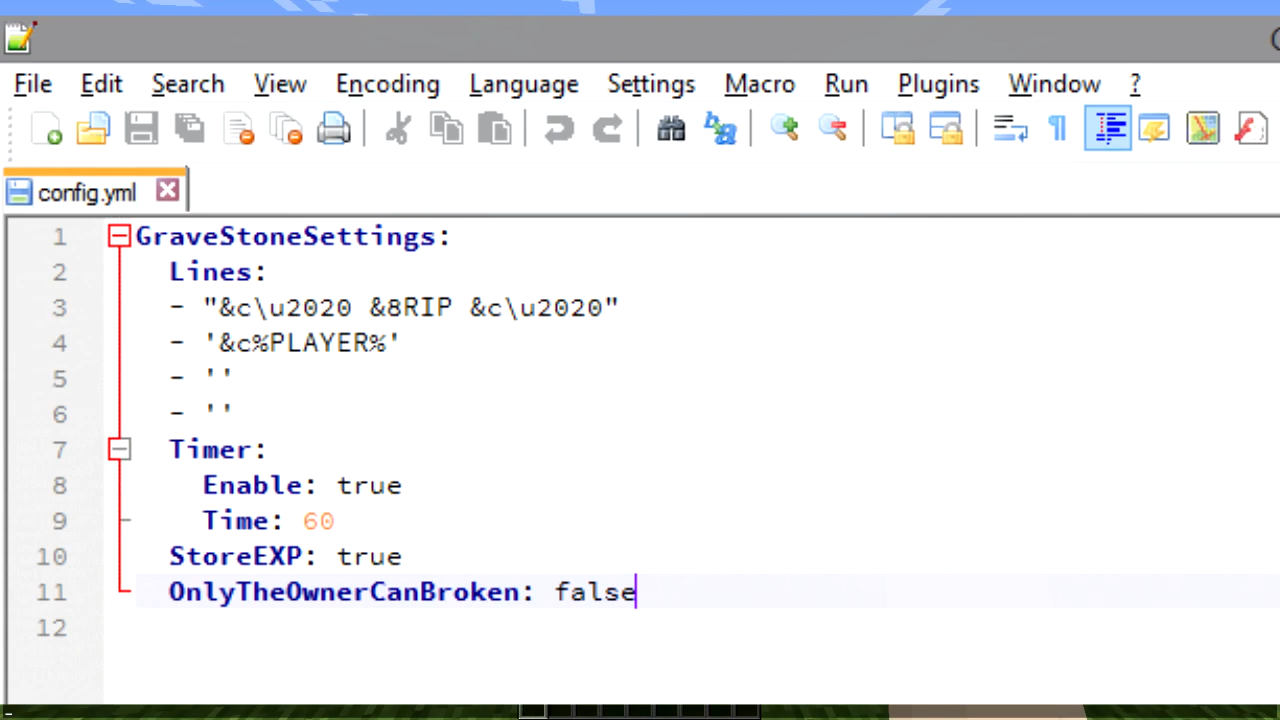 File Edit Search View Encoding Language Settings Macro Run Plugins Window ?
config.yml
1 GraveStoneSettings:
2 Lines:
3 - "&c\u2020 &8RIP &c\u2020"
4 - '&c%PLAYER%'
5 - ''
6 - ''
7 Timer:
8 Enable: true
9 Time: 60
10 StoreEXP: true
11 OnlyTheOwnerCanBroken: false
12